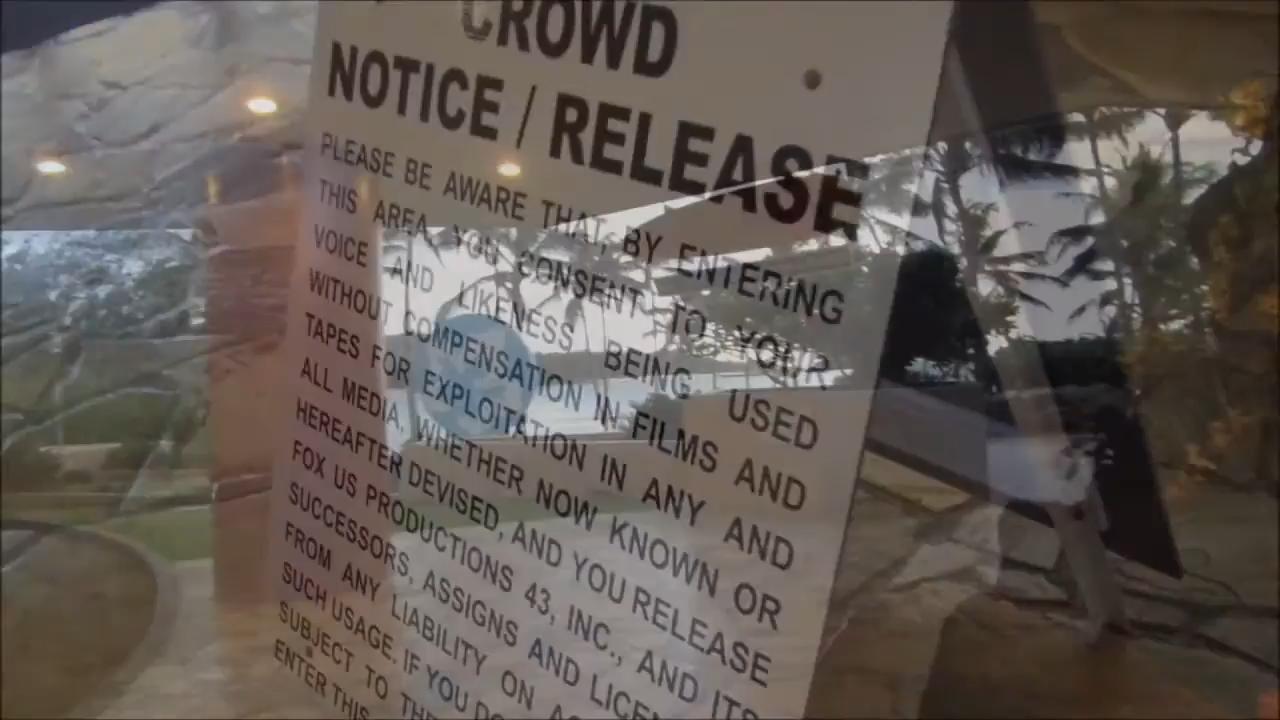 CROWD
NOTICE / RELEASE
PLEASE BE AWARE THAT, BY ENTERING
THIS AREA, YOU CONSENT TO YOUR
VOICE AND LIKENESS BEING USED
WITHOUT COMPENSATION IN FILMS AND
TAPES FOR EXPLOITATION IN ANY AND
ALL MEDIA, WHETHER NOW KNOWN OR
HEREAFTER DEVISED, AND YOU RELEASE
FOX US PRODUCTIONS 43, INC., AND ITS
SUCCESSORS, ASSIGNS AND LICEN
FROM ANY LIABILITY ON
SUCH USAGE. IF YOU DO
SUBJECT TO THE
ENTER THIS